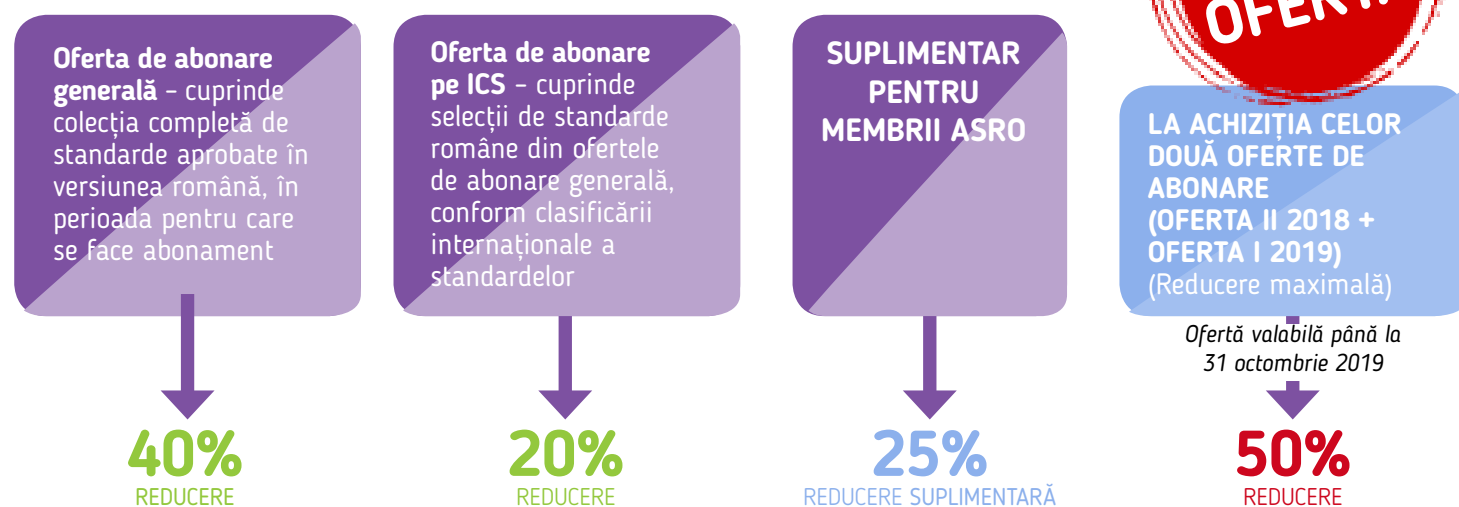 Oferta de abonare
generală – cuprinde
colecția completă de
standarde aprobate în
versiunea română, în
perioada pentru care
se face abonament
40%
REDUCERE
Oferta de abonare
pe ICS – cuprinde
selecții de standarde
române din ofertele
de abonare generală,
conform clasificării
internaționale a
standardelor
20%
REDUCERE
SUPLIMENTAR
PENTRU
MEMBRII ASRO
25%
REDUCERE SUPLIMENTARĂ
LA ACHIZIȚIA CELOR
DOUĂ OFERTE DE
ABONARE
(OFERTA II 2018 +
OFERTA I 2019)
(Reducere maximală)
Ofertă valabilă până la
31 octombrie 2019
50%
REDUCERE